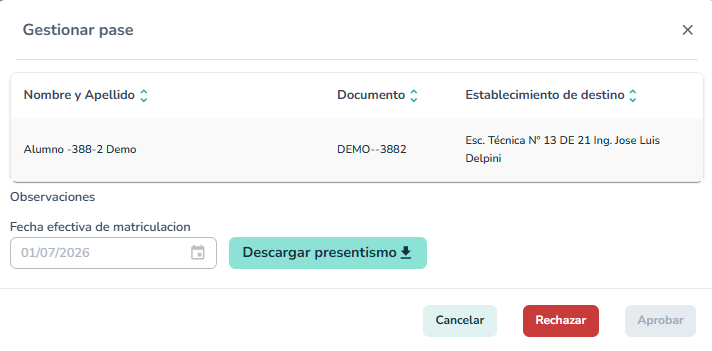 Gestionar pase
Nombre y Apellido
Documento
Establecimiento de destino
Alumno -388-2 Demo
DEMO--3882
Esc. Técnica Nº 13 DE 21 Ing. Jose Luis
Delpini
Observaciones
Fecha efectiva de matriculacion
01/07/2026
Descargar presentismo
Cancelar
Rechazar
Aprobar